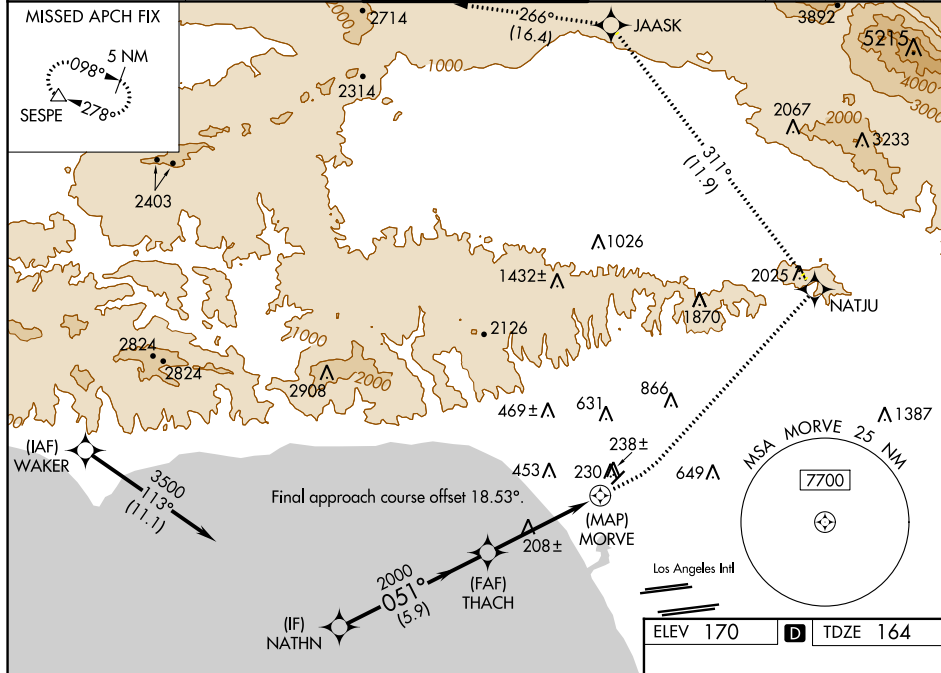 MISSED APCH FIX
5 NM
098°
278°
SESPE
2000
2714
266°
(16.4)
JAASK
3892
5215
4000
3000
1000
2314
2067
2000
3233
2403
311°
(11.9)
1026
1432±
2025
NATJU
1870
1000
2126
2824
2824
2908
2000
469±
631
866
1387
(IAF)
WAKER
3500
113°
(11.1)
453
230
238±
649
MSA MORVE 25 NM
7700
Final approach course offset 18.53°.
(MAP)
MORVE
208±
(FAF)
THACH
2000
051°
(5.9)
(IF)
NATHN
Los Angeles Intl
ELEV 170 D TDZE 164